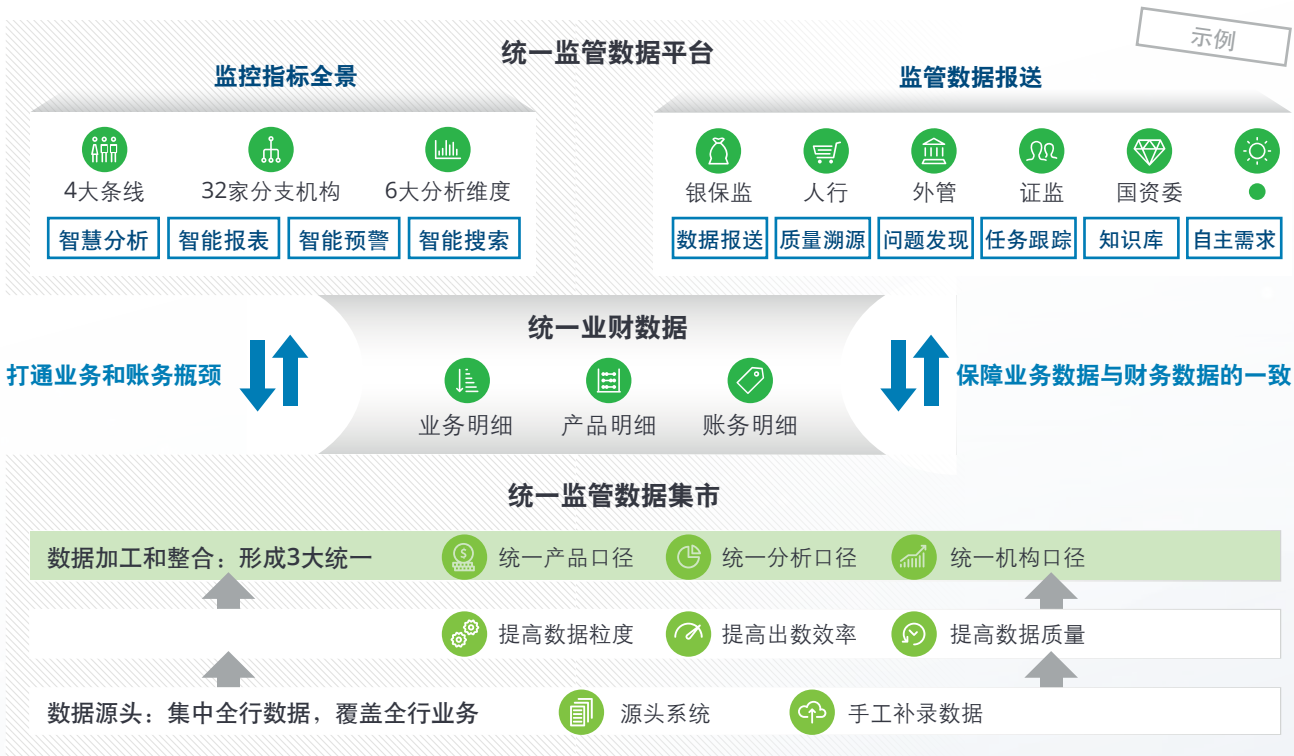 示例
统一监管数据平台
监控指标全景
4大条线
32家分支机构
6大分析维度
智慧分析
智能报表
智能预警
智能搜索
监管数据报送
银保监
人行
外管
证监
国资委
数据报送
质量溯源
问题发现
任务跟踪
知识库
自主需求
打通业务和账务瓶颈
统一业财数据
业务明细
产品明细
账务明细
保障业务数据与财务数据的一致
统一监管数据集市
数据加工和整合：形成3大统一
统一产品口径
统一分析口径
统一机构口径
提高数据粒度
提高出数效率
提高数据质量
数据源头：集中全行数据，覆盖全行业务
源头系统
手工补录数据